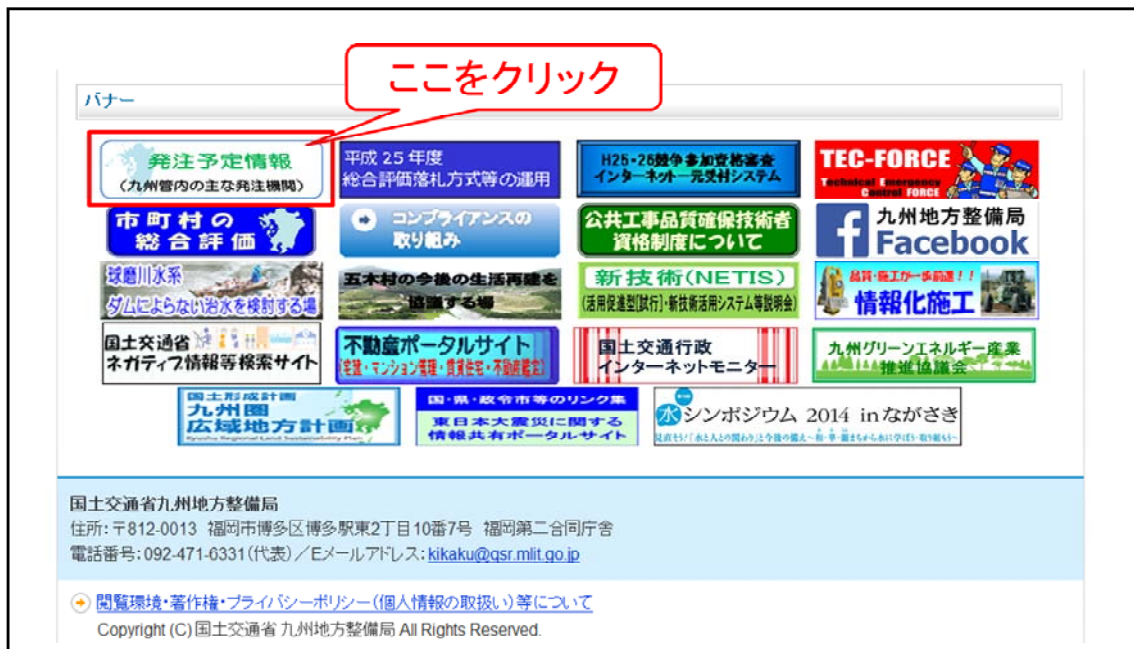 ここをクリック
バナー
発注予定情報
(九州管内の主な発注機関)
平成25年度
総合評価落札方式等の運用
H25・26競争参加資格審査
インターネット一元受付システム
TEC-FORCE
Technical Emergency
Control FORCE
市町村の
総合評価
コンプライアンスの
取り組み
公共工事品質確保技術者
資格制度について
九州地方整備局
Facebook
球磨川水系
ダムによらない治水を検討する場
五木村の今後の生活再建を
協議する場
新技術(NETIS)
(活用促進型[試行]・新技術活用システム等説明会)
品質・施工が一歩前進!!
情報化施工
国土交通省
ネガティブ情報等検索サイト
不動産ポータルサイト
(宅建・マンション管理・賃貸住宅・不動産鑑定)
国土交通行政
インターネットモニター
九州グリーンエネルギー産業
推進協議会
国土形成計画
九州圏
広域地方計画
Kyushu Regional Land Sustainability Plan
国・県・政令市等のリンク集
東日本大震災に関する
情報共有ポータルサイト
水シンポジウム 2014 inながさき
国土交通省九州地方整備局
住所:〒812-0013 福岡市博多区博多駅東2丁目10番7号 福岡第二合同庁舎
電話番号:092-471-6331(代表)/Eメールアドレス:kikaku@qsr.mlit.go.jp
閲覧環境・著作権・プライバシーポリシー(個人情報の取扱い)等について
Copyright (C) 国土交通省 九州地方整備局 All Rights Reserved.